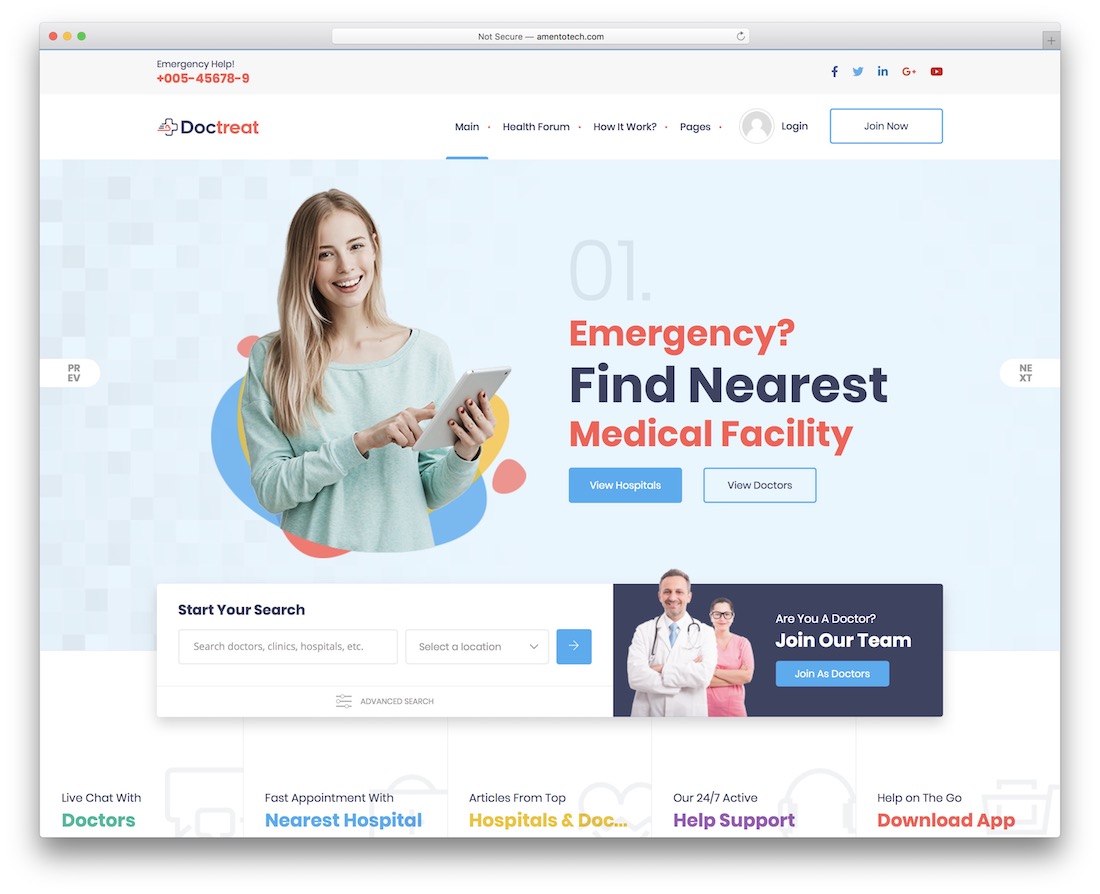 Not Secure — amentotech.com
Emergency Help!
+005-45678-9
Doctreat
Main
Health Forum
How It Work?
Pages
Login
Join Now
01.
Emergency?
Find Nearest
Medical Facility
View Hospitals
View Doctors
PR
EV
NE
XT
Start Your Search
Search doctors, clinics, hospitals, etc.
Select a location
ADVANCED SEARCH
Are You A Doctor?
Join Our Team
Join As Doctors
Live Chat With
Doctors
Fast Appointment With
Nearest Hospital
Articles From Top
Hospitals & Doc...
Our 24/7 Active
Help Support
Help on The Go
Download App